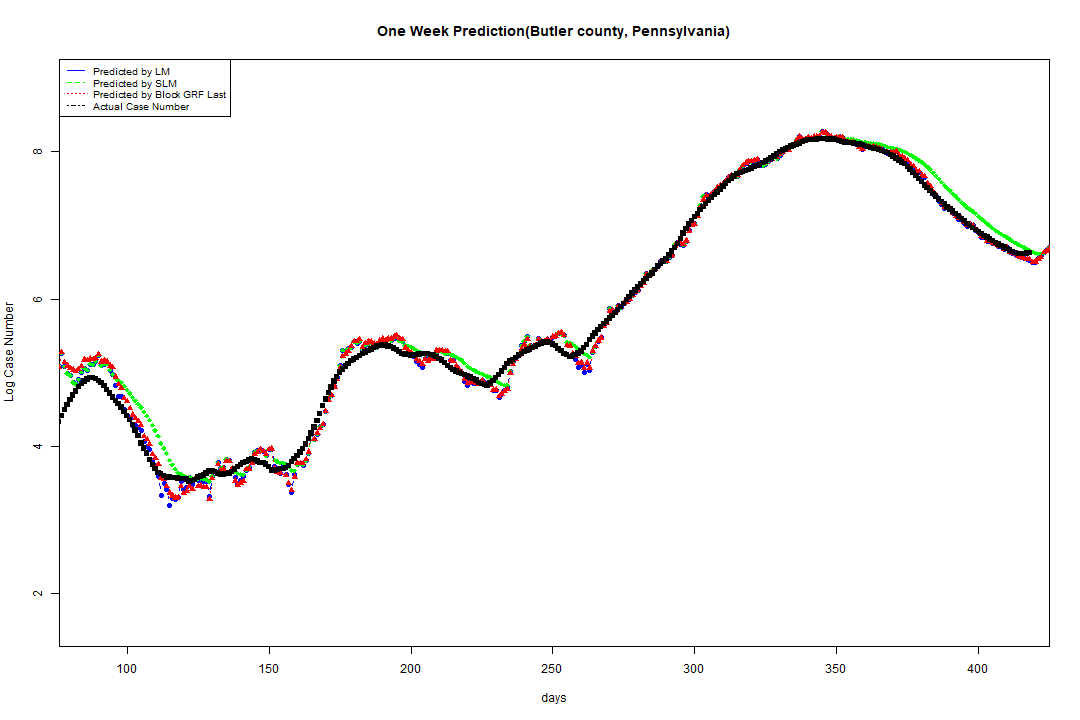 One Week Prediction(Butler county, Pennsylvania)
Predicted by LM
Predicted by SLM
Predicted by Block GRF Last
Actual Case Number
8
6
4
2
Log Case Number
100 150 200 250 300 350 400
days